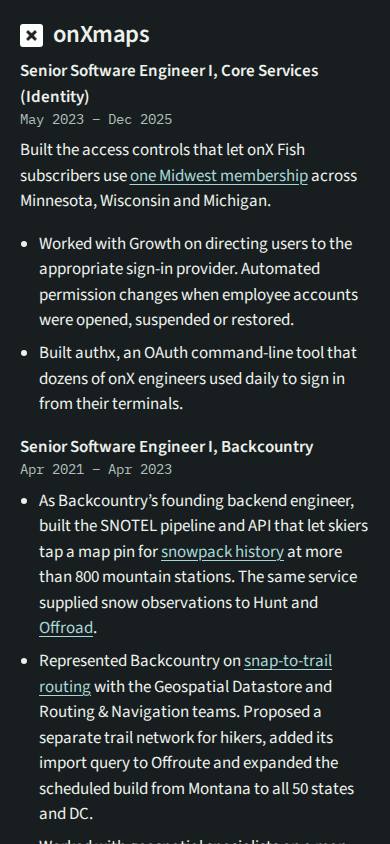 onXmaps
Senior Software Engineer I, Core Services
(Identity)
May 2023 – Dec 2025
Built the access controls that let onX Fish
subscribers use one Midwest membership across
Minnesota, Wisconsin and Michigan.
• Worked with Growth on directing users to the
appropriate sign-in provider. Automated
permission changes when employee accounts
were opened, suspended or restored.
• Built authx, an OAuth command-line tool that
dozens of onX engineers used daily to sign in
from their terminals.
Senior Software Engineer I, Backcountry
Apr 2021 – Apr 2023
• As Backcountry’s founding backend engineer,
built the SNOTEL pipeline and API that let skiers
tap a map pin for snowpack history at more
than 800 mountain stations. The same service
supplied snow observations to Hunt and
Offroad.
• Represented Backcountry on snap-to-trail
routing with the Geospatial Datastore and
Routing & Navigation teams. Proposed a
separate trail network for hikers, added its
import query to Offroute and expanded the
scheduled build from Montana to all 50 states
and DC.